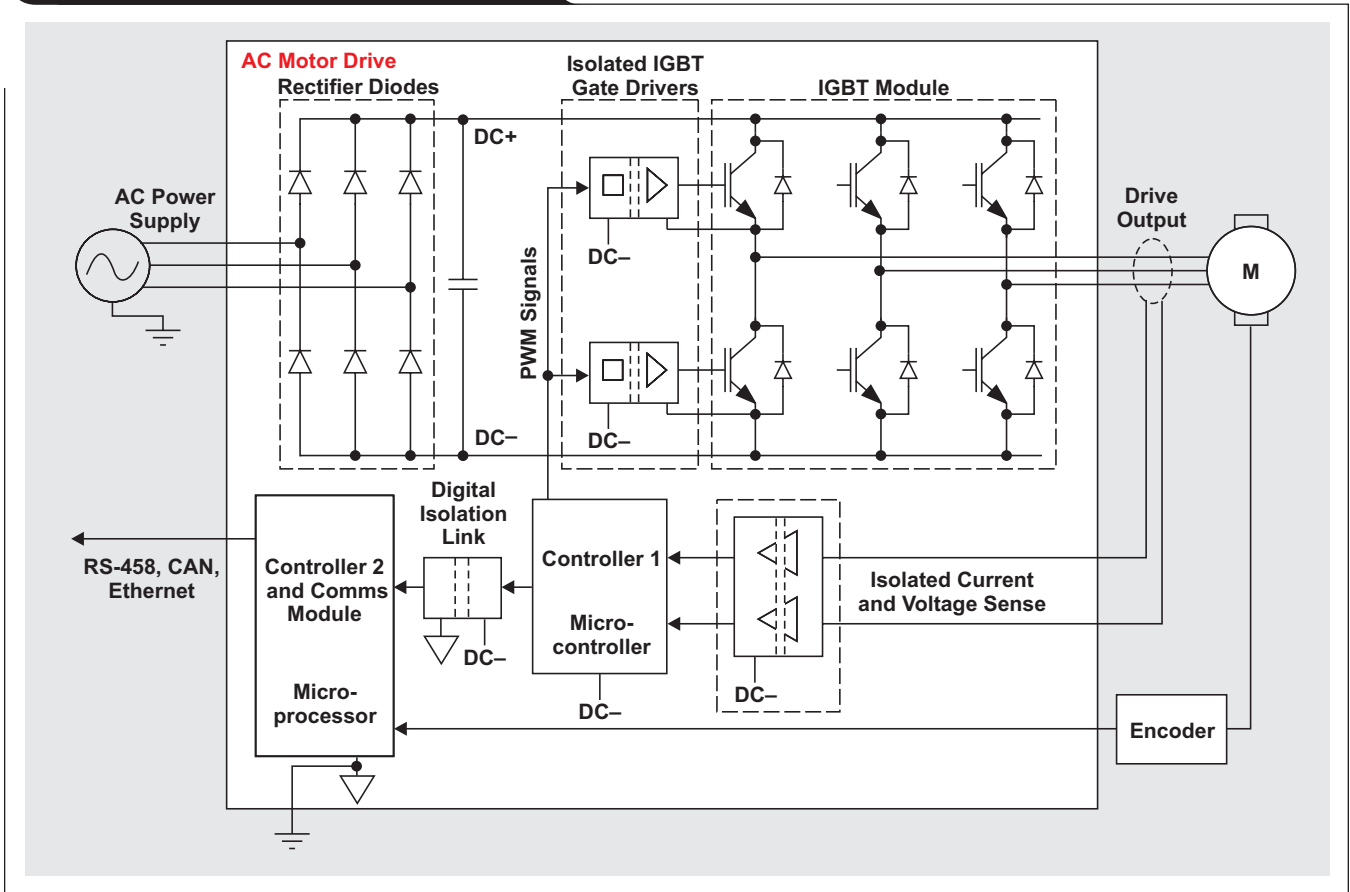 AC Motor Drive
Rectifier Diodes
Isolated IGBT
Gate Drivers
IGBT Module
DC+
AC Power
Supply
PWM Signals
DC–
DC–
DC–
Drive
Output
M
Digital
Isolation
Link
RS-458, CAN,
Ethernet
Controller 2
and Comms
Module
Micro-
processor
DC–
Controller 1
Micro-
controller
DC–
DC–
Isolated Current
and Voltage Sense
Encoder